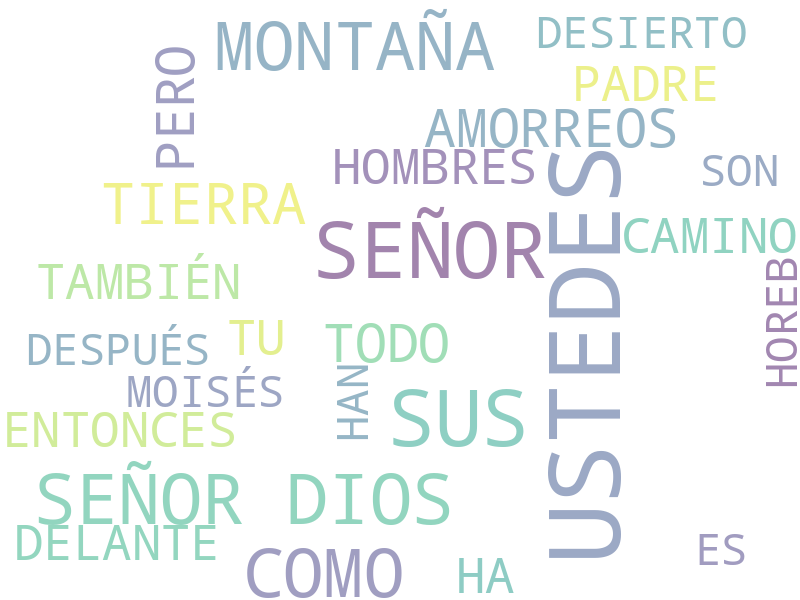 MONTAÑA
DESIERTO
PERO
PADRE
AMORREOS
HOMBRES
SON
TIERRA
SEÑOR
USTEDES
CAMINO
TAMBIÉN
HOREB
DESPUÉS
TU
TODO
MOISÉS
HAN
SUS
ENTONCES
SEÑOR DIOS
DELANTE
COMO
HA
ES